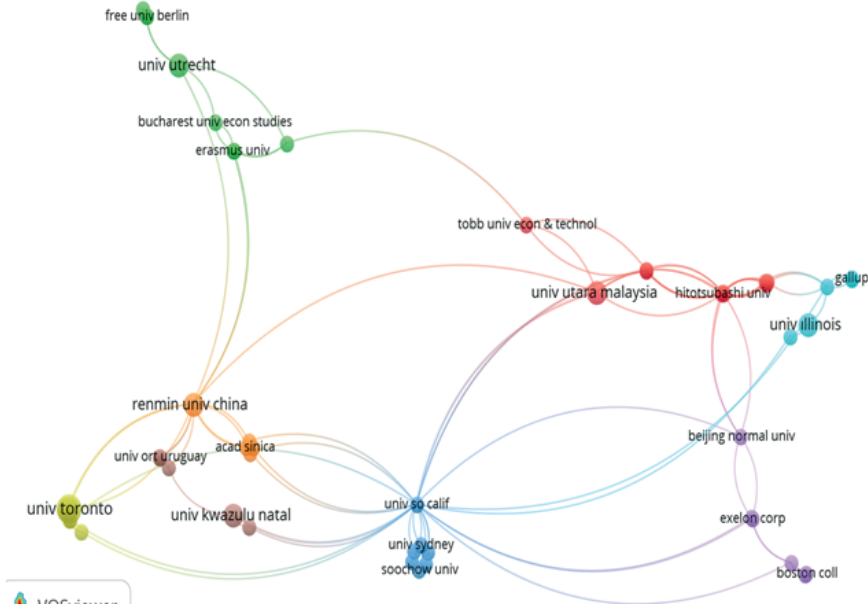 free univ berlin
univ utrecht
bucharest univ econ studies
erasmus univ
tobb univ econ & technol
gallup
univ utara malaysia
hitotsubashi univ
univ illinois
renmin univ china
beijing normal univ
acad sinica
univ ort uruguay
univ so calif
univ toronto
univ kwazulu natal
exelon corp
univ sydney
soochow univ
boston coll
VOSviewer